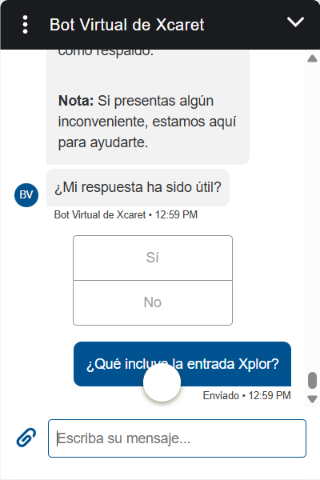 Bot Virtual de Xcaret
como respaldo.
Nota: Si presentas algún
inconveniente, estamos aquí
para ayudarte.
¿Mi respuesta ha sido útil?
BV
Bot Virtual de Xcaret • 12:59 PM
Sí
No
¿Qué incluye la entrada Xplor?
Enviado • 12:59 PM
Escriba su mensaje...